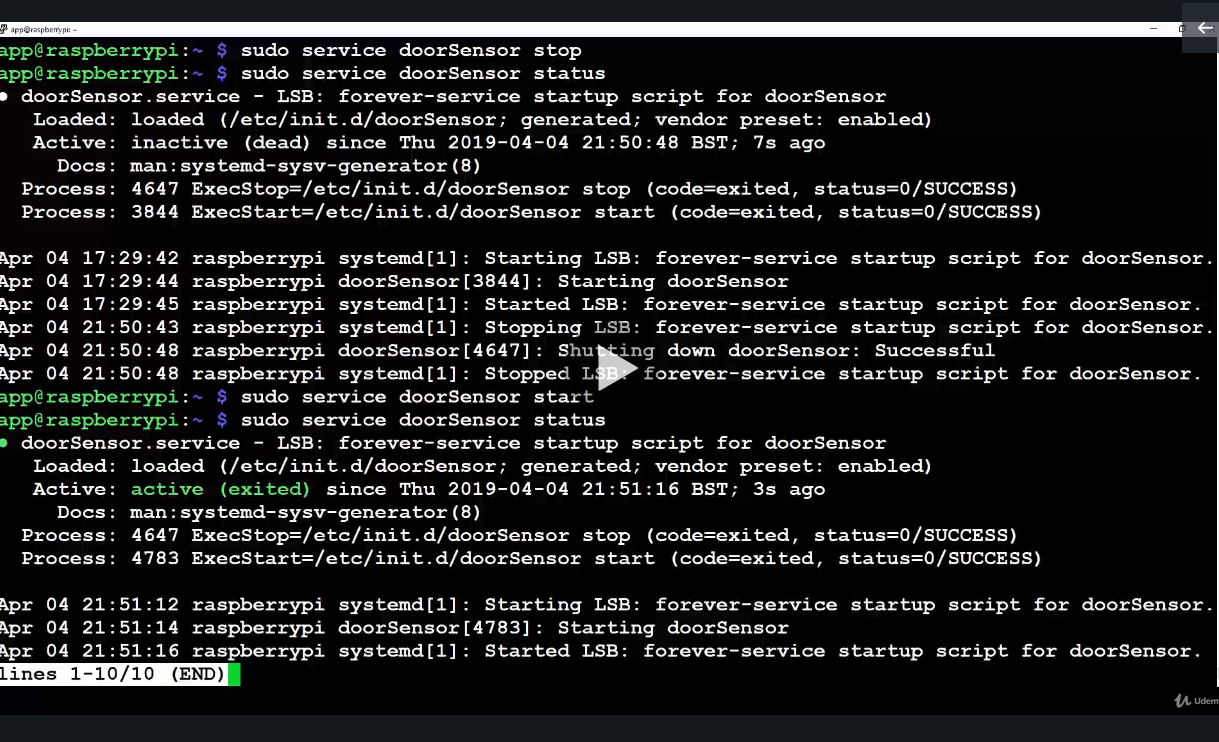 app@raspberrypi: ~
app@raspberrypi:~ $ sudo service doorSensor stop
app@raspberrypi:~ $ sudo service doorSensor status
● doorSensor.service - LSB: forever-service startup script for doorSensor
Loaded: loaded (/etc/init.d/doorSensor; generated; vendor preset: enabled)
Active: inactive (dead) since Thu 2019-04-04 21:50:48 BST; 7s ago
Docs: man:systemd-sysv-generator(8)
Process: 4647 ExecStop=/etc/init.d/doorSensor stop (code=exited, status=0/SUCCESS)
Process: 3844 ExecStart=/etc/init.d/doorSensor start (code=exited, status=0/SUCCESS)
Apr 04 17:29:42 raspberrypi systemd[1]: Starting LSB: forever-service startup script for doorSensor.
Apr 04 17:29:44 raspberrypi doorSensor[3844]: Starting doorSensor
Apr 04 17:29:45 raspberrypi systemd[1]: Started LSB: forever-service startup script for doorSensor.
Apr 04 21:50:43 raspberrypi systemd[1]: Stopping LSB: forever-service startup script for doorSensor.
Apr 04 21:50:48 raspberrypi doorSensor[4647]: Shutting down doorSensor: Successful
Apr 04 21:50:48 raspberrypi systemd[1]: Stopped LSB: forever-service startup script for doorSensor.
app@raspberrypi:~ $ sudo service doorSensor start
app@raspberrypi:~ $ sudo service doorSensor status
● doorSensor.service - LSB: forever-service startup script for doorSensor
Loaded: loaded (/etc/init.d/doorSensor; generated; vendor preset: enabled)
Active: active (exited) since Thu 2019-04-04 21:51:16 BST; 3s ago
Docs: man:systemd-sysv-generator(8)
Process: 4647 ExecStop=/etc/init.d/doorSensor stop (code=exited, status=0/SUCCESS)
Process: 4783 ExecStart=/etc/init.d/doorSensor start (code=exited, status=0/SUCCESS)
Apr 04 21:51:12 raspberrypi systemd[1]: Starting LSB: forever-service startup script for doorSensor.
Apr 04 21:51:14 raspberrypi doorSensor[4783]: Starting doorSensor
Apr 04 21:51:16 raspberrypi systemd[1]: Started LSB: forever-service startup script for doorSensor.
lines 1-10/10 (END)
Udem